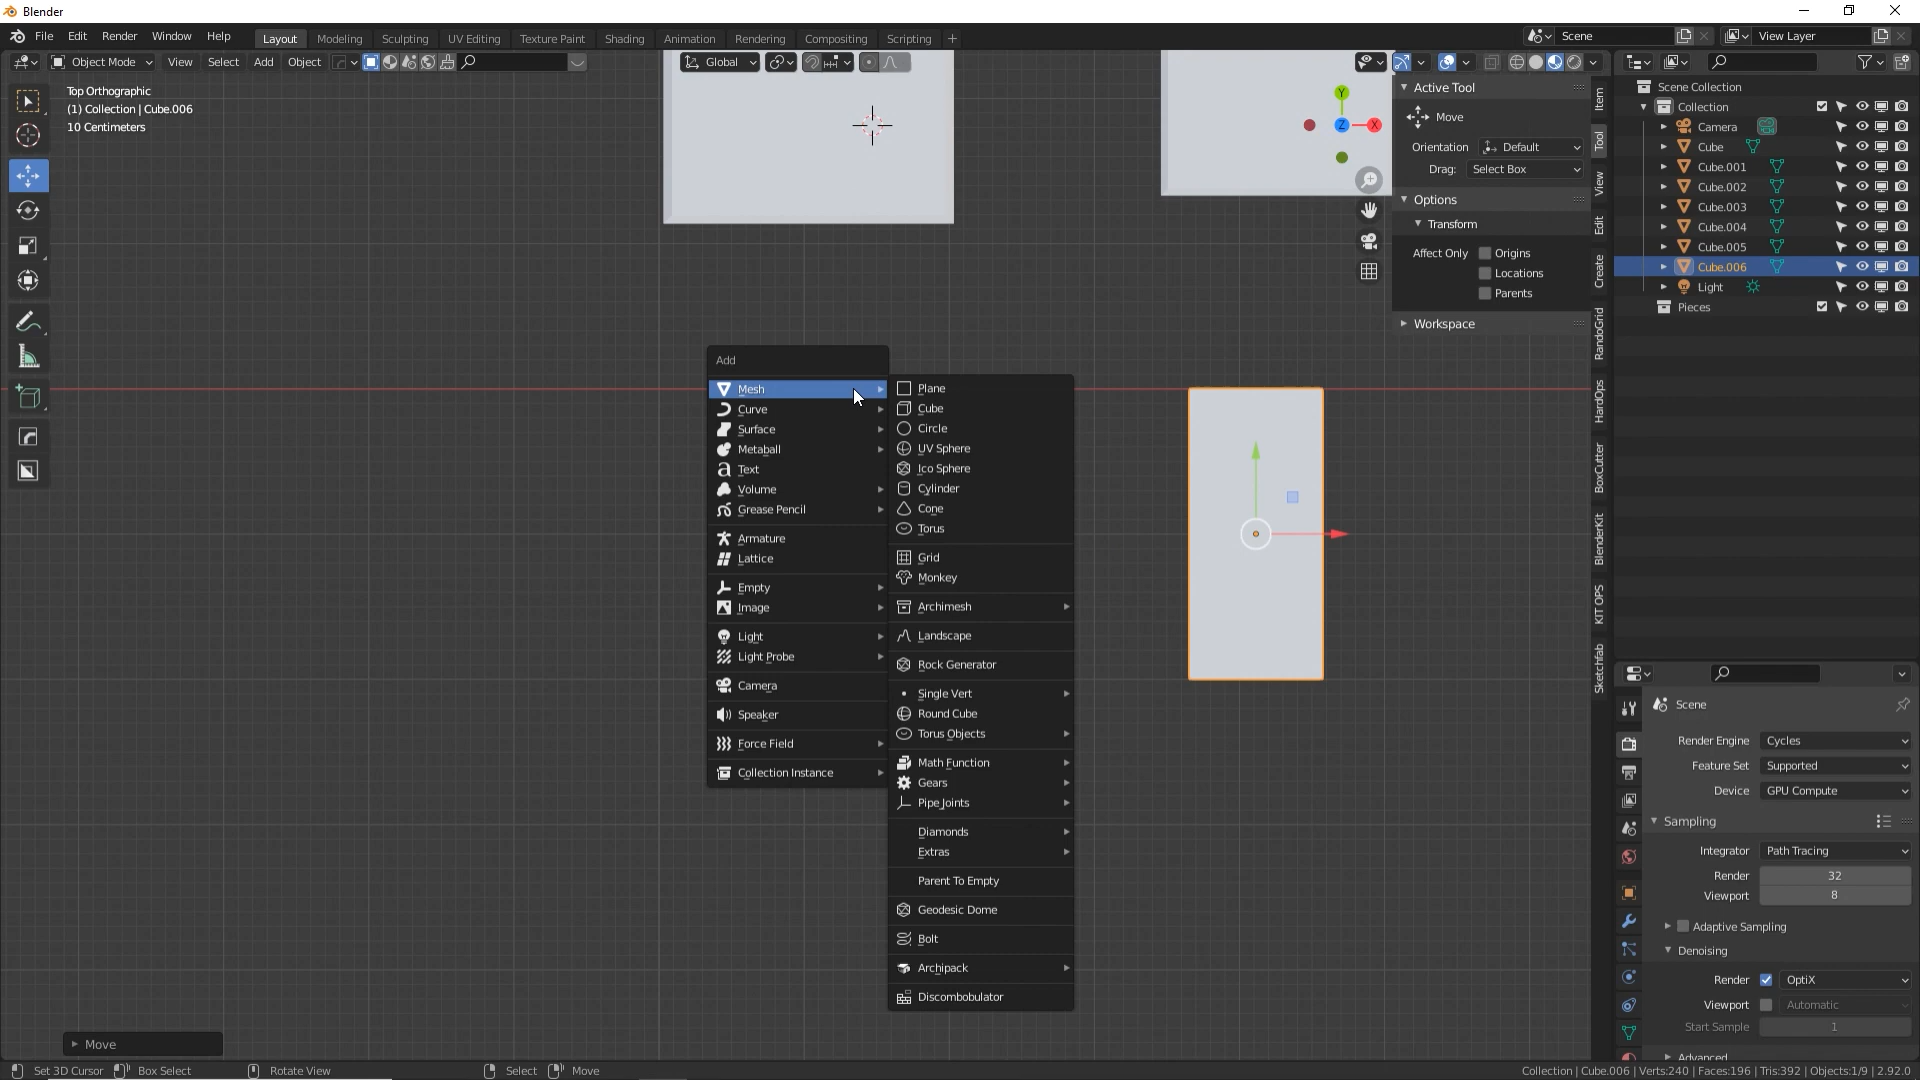 Blender
File Edit Render Window Help
Layout Modeling Sculpting UV Editing Texture Paint Shading Animation Rendering Compositing Scripting +
Scene
View Layer
Object Mode
View Select Add Object
Global
Top Orthographic
(1) Collection | Cube.006
10 Centimeters
Y
Z
X
Active Tool
Move
Orientation Default
Drag: Select Box
Options
Transform
Affect Only Origins
Locations
Parents
Workspace
Item
Tool
View
Edit
Create
RandoGrid
HardOps
BoxCutter
BlenderKit
KIT OPS
Sketchfab
Scene Collection
Collection
Camera
Cube
Cube.001
Cube.002
Cube.003
Cube.004
Cube.005
Cube.006
Light
Pieces
Add
Mesh
Curve
Surface
Metaball
Text
Volume
Grease Pencil
Armature
Lattice
Empty
Image
Light
Light Probe
Camera
Speaker
Force Field
Collection Instance
Plane
Cube
Circle
UV Sphere
Ico Sphere
Cylinder
Cone
Torus
Grid
Monkey
Archimesh
Landscape
Rock Generator
Single Vert
Round Cube
Torus Objects
Math Function
Gears
Pipe Joints
Diamonds
Extras
Parent To Empty
Geodesic Dome
Bolt
Archipack
Discombobulator
Scene
Render Engine Cycles
Feature Set Supported
Device GPU Compute
Sampling
Integrator Path Tracing
Render 32
Viewport 8
Adaptive Sampling
Denoising
Render OptiX
Viewport Automatic
Start Sample 1
Advanced
Move
Set 3D Cursor Box Select Rotate View Select Move
Collection | Cube.006 | Verts:240 | Faces:196 | Tris:392 | Objects:1/9 | 2.92.0